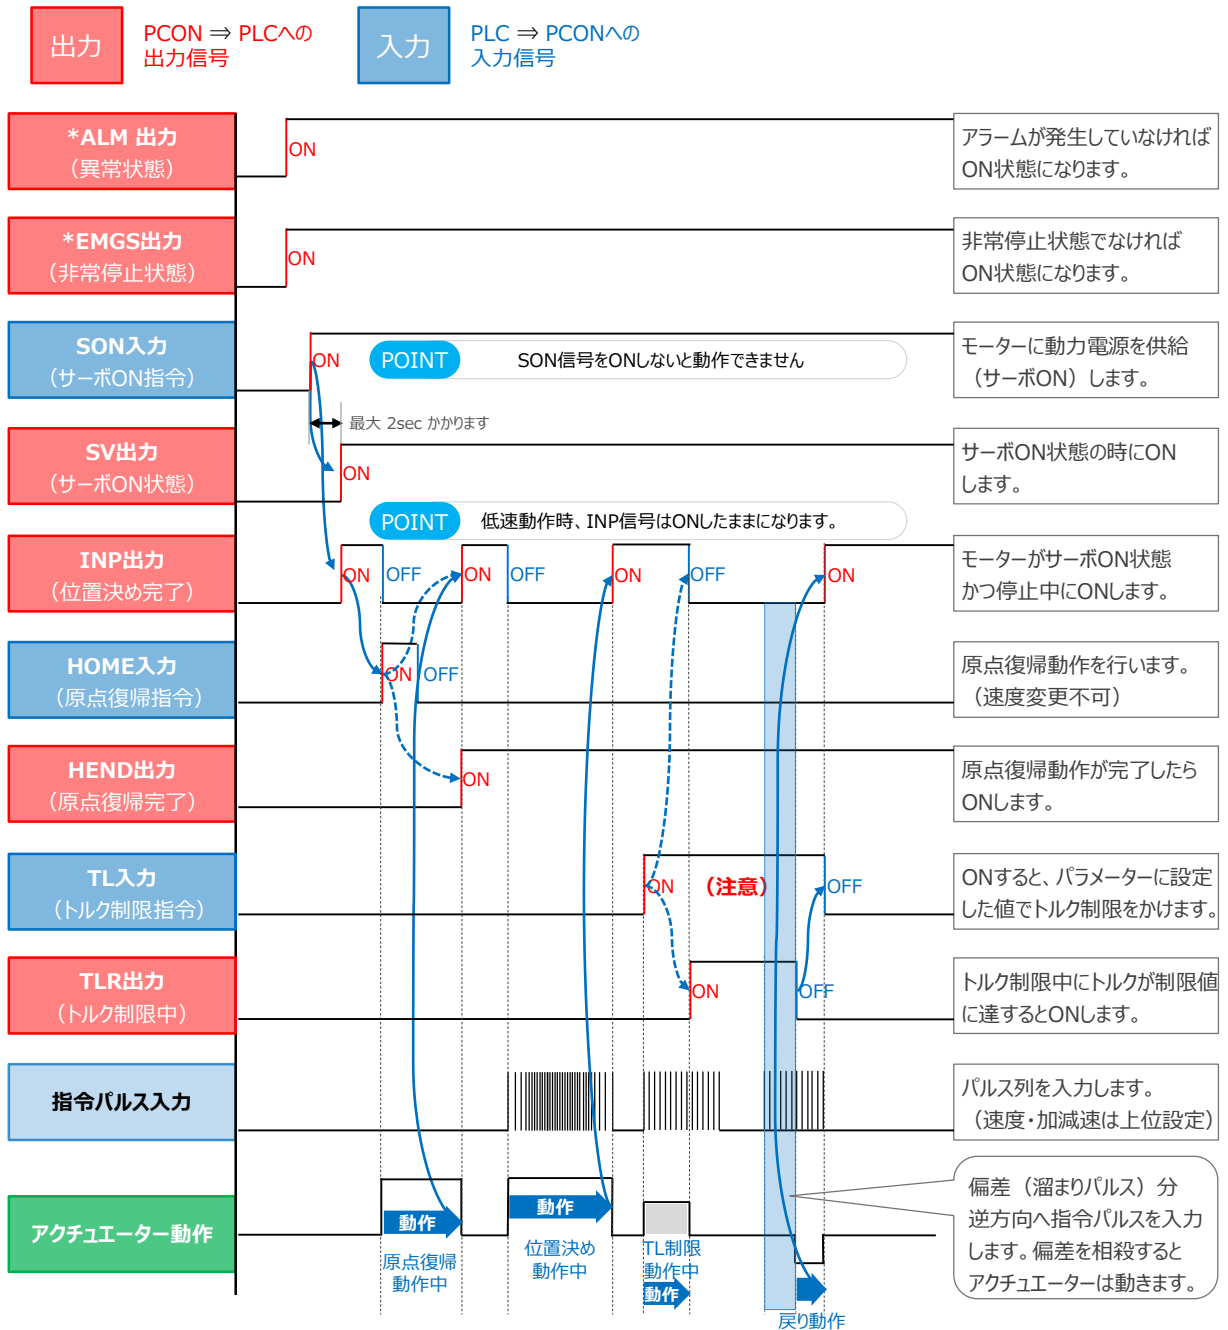 出力
PCON ⇒ PLCへの
出力信号
入力
PLC ⇒ PCONへの
入力信号
*ALM 出力
（異常状態）
ON
アラームが発生していなければ
ON状態になります。
*EMGS出力
（非常停止状態）
ON
非常停止状態でなければ
ON状態になります。
SON入力
（サーボON指令）
ON
POINT
SON信号をONしないと動作できません
モーターに動力電源を供給
（サーボON）します。
最大 2sec かかります
SV出力
（サーボON状態）
ON
サーボON状態の時にON
します。
POINT
低速動作時、INP信号はONしたままになります。
INP出力
（位置決め完了）
ON
OFF
ON
OFF
ON
OFF
ON
モーターがサーボON状態
かつ停止中にONします。
HOME入力
（原点復帰指令）
ON
OFF
原点復帰動作を行います。
（速度変更不可）
HEND出力
（原点復帰完了）
ON
原点復帰動作が完了したら
ONします。
TL入力
（トルク制限指令）
ON
（注意）
OFF
ONすると、パラメーターに設定
した値でトルク制限をかけます。
TLR出力
（トルク制限中）
ON
OFF
トルク制限中にトルクが制限値
に達するとONします。
指令パルス入力
パルス列を入力します。
（速度・加減速は上位設定）
アクチュエーター動作
動作
原点復帰
動作中
動作
位置決め
動作中
TL制限
動作中
動作
戻り動作
偏差（溜まりパルス）分
逆方向へ指令パルスを入力
します。偏差を相殺すると
アクチュエーターは動きます。